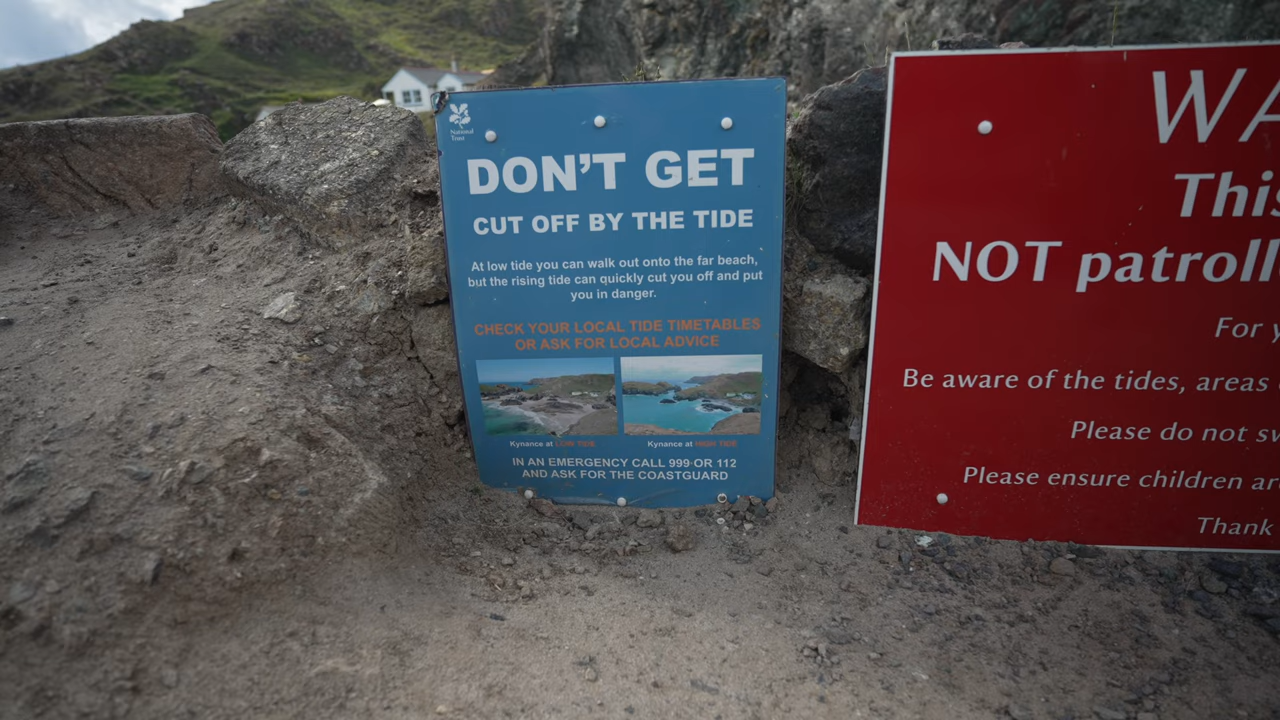 National
Trust
DON'T GET
CUT OFF BY THE TIDE
At low tide you can walk out onto the far beach,
but the rising tide can quickly cut you off and put
you in danger.
CHECK YOUR LOCAL TIDE TIMETABLES
OR ASK FOR LOCAL ADVICE
Kynance at LOW TIDE
Kynance at HIGH TIDE
IN AN EMERGENCY CALL 999 OR 112
AND ASK FOR THE COASTGUARD
WA
This
NOT patroll
For y
Be aware of the tides, areas
Please do not sw
Please ensure children ar
Thank